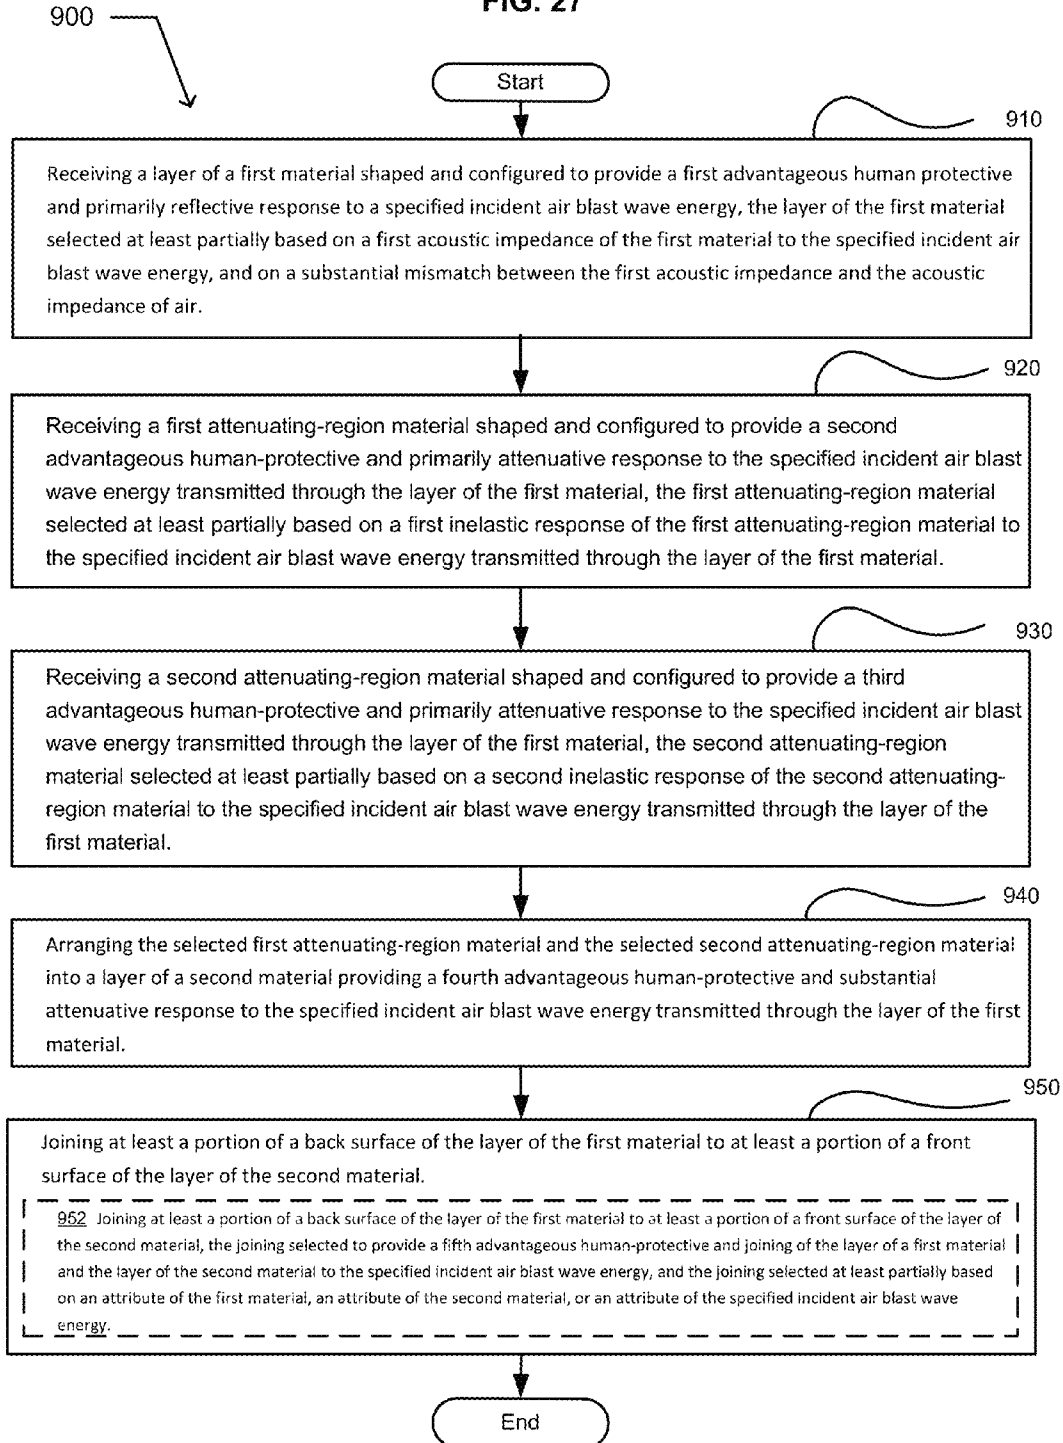 FIG. 27
900
Start
910
Receiving a layer of a first material shaped and configured to provide a first advantageous human protective
and primarily reflective response to a specified incident air blast wave energy, the layer of the first material
selected at least partially based on a first acoustic impedance of the first material to the specified incident air
blast wave energy, and on a substantial mismatch between the first acoustic impedance and the acoustic
impedance of air.
920
Receiving a first attenuating-region material shaped and configured to provide a second
advantageous human-protective and primarily attenuative response to the specified incident air blast
wave energy transmitted through the layer of the first material, the first attenuating-region material
selected at least partially based on a first inelastic response of the first attenuating-region material to
the specified incident air blast wave energy transmitted through the layer of the first material.
930
Receiving a second attenuating-region material shaped and configured to provide a third
advantageous human-protective and primarily attenuative response to the specified incident air blast
wave energy transmitted through the layer of the first material, the second attenuating-region
material selected at least partially based on a second inelastic response of the second attenuating-
region material to the specified incident air blast wave energy transmitted through the layer of the
first material.
940
Arranging the selected first attenuating-region material and the selected second attenuating-region material
into a layer of a second material providing a fourth advantageous human-protective and substantial
attenuative response to the specified incident air blast wave energy transmitted through the layer of the first
material.
950
Joining at least a portion of a back surface of the layer of the first material to at least a portion of a front
surface of the layer of the second material.
952 Joining at least a portion of a back surface of the layer of the first material to at least a portion of a front surface of the layer of
the second material, the joining selected to provide a fifth advantageous human-protective and joining of the layer of a first material
and the layer of the second material to the specified incident air blast wave energy, and the joining selected at least partially based
on an attribute of the first material, an attribute of the second material, or an attribute of the specified incident air blast wave
energy.
End